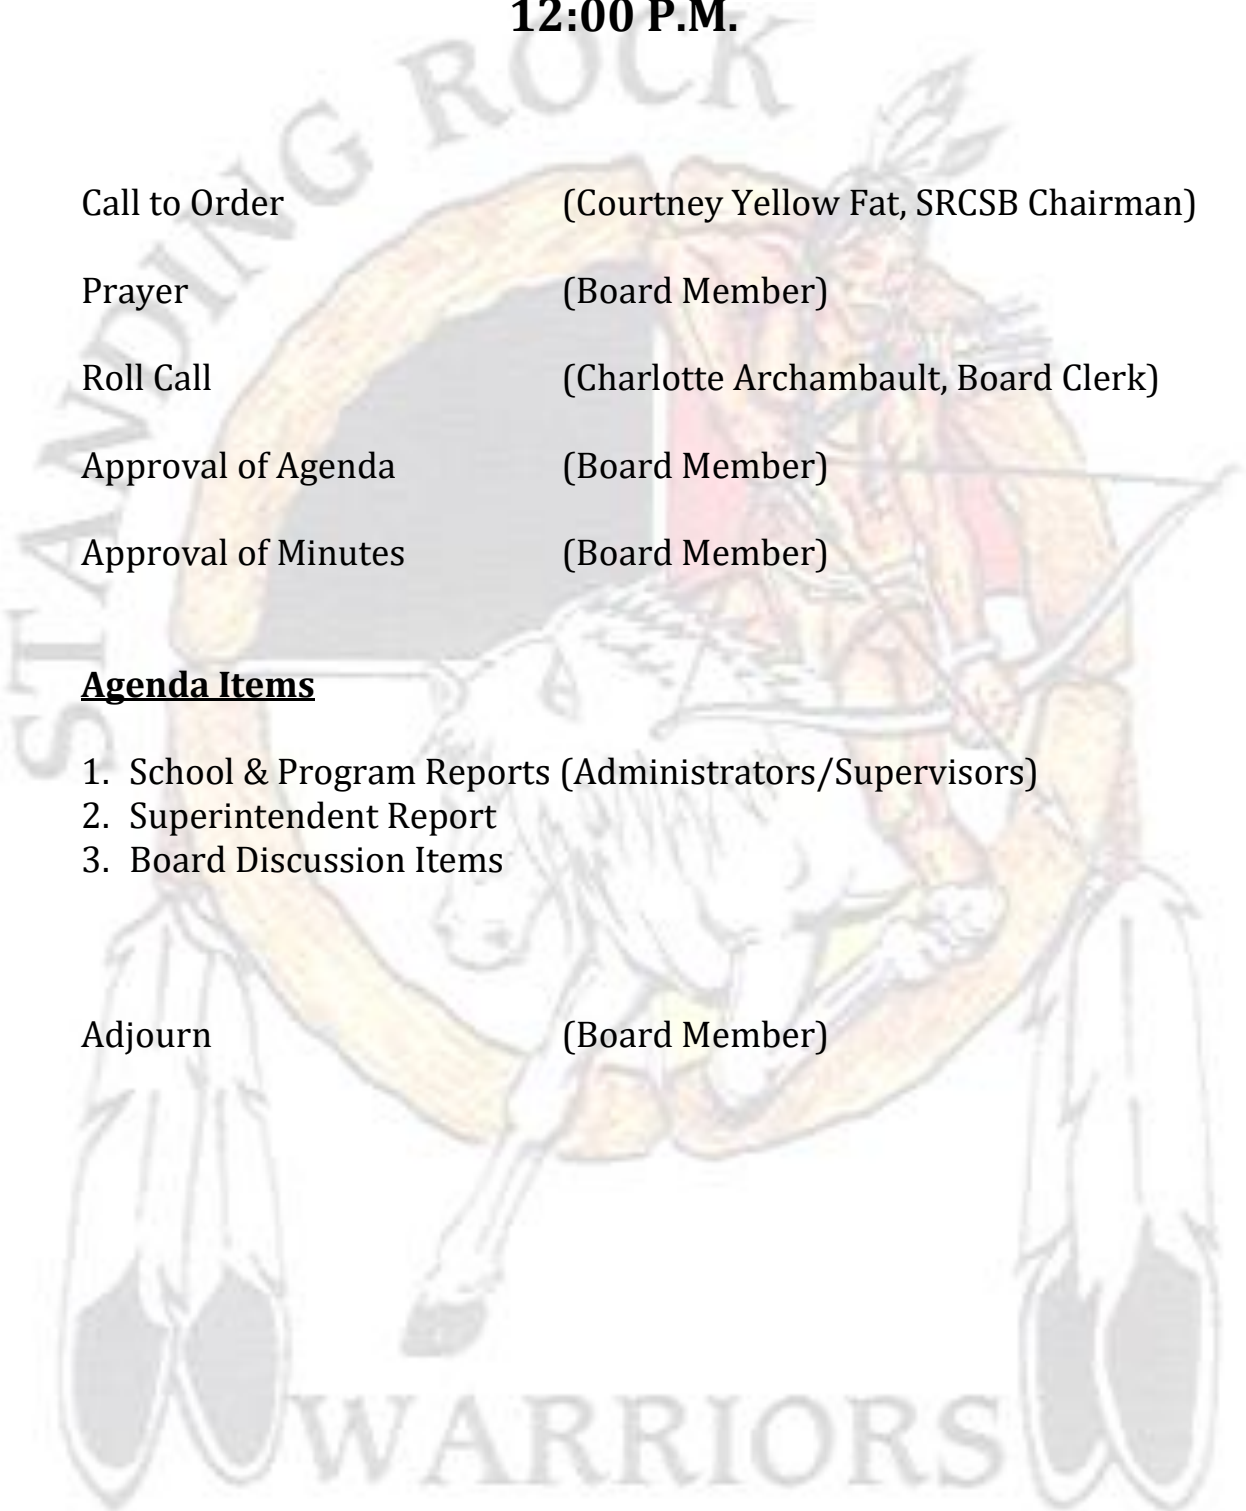 12:00 P.M.
STANDING ROCK
Call to Order (Courtney Yellow Fat, SRCSB Chairman)
Prayer (Board Member)
Roll Call (Charlotte Archambault, Board Clerk)
Approval of Agenda (Board Member)
Approval of Minutes (Board Member)
Agenda Items
1. School & Program Reports (Administrators/Supervisors)
2. Superintendent Report
3. Board Discussion Items
Adjourn (Board Member)
WARRIORS